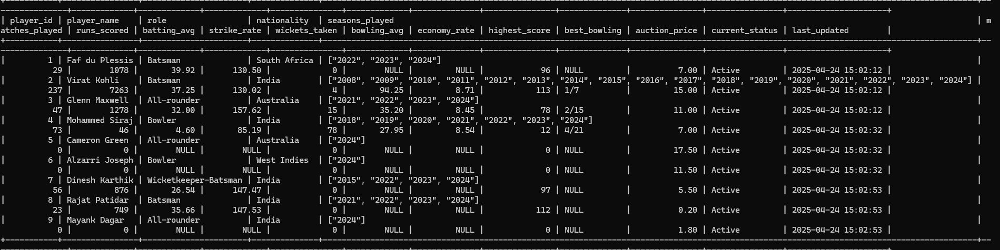 | player_id | player_name | role | nationality | seasons_played | m
atches_played | runs_scored | batting_avg | strike_rate | wickets_taken | bowling_avg | economy_rate | highest_score | best_bowling | auction_price | current_status | last_updated |
| 1 | Faf du Plessis | Batsman | South Africa | ["2022", "2023", "2024"] |
29 | 1078 | 39.92 | 130.50 | 0 | NULL | NULL | 96 | NULL | 7.00 | Active | 2025-04-24 15:02:12 |
| 2 | Virat Kohli | Batsman | India | ["2008", "2009", "2010", "2011", "2012", "2013", "2014", "2015", "2016", "2017", "2018", "2019", "2020", "2021", "2022", "2023", "2024"] |
237 | 7263 | 37.25 | 130.02 | 4 | 94.25 | 8.71 | 113 | 1/7 | 15.00 | Active | 2025-04-24 15:02:12 |
| 3 | Glenn Maxwell | All-rounder | Australia | ["2021", "2022", "2023", "2024"] |
47 | 1278 | 32.00 | 157.62 | 15 | 35.20 | 8.45 | 78 | 2/15 | 11.00 | Active | 2025-04-24 15:02:12 |
| 4 | Mohammed Siraj | Bowler | India | ["2018", "2019", "2020", "2021", "2022", "2023", "2024"] |
73 | 46 | 4.60 | 85.19 | 78 | 27.95 | 8.54 | 12 | 4/21 | 7.00 | Active | 2025-04-24 15:02:32 |
| 5 | Cameron Green | All-rounder | Australia | ["2024"] |
0 | 0 | NULL | NULL | 0 | NULL | NULL | 0 | NULL | 17.50 | Active | 2025-04-24 15:02:32 |
| 6 | Alzarri Joseph | Bowler | West Indies | ["2024"] |
0 | 0 | NULL | NULL | 0 | NULL | NULL | 0 | NULL | 11.50 | Active | 2025-04-24 15:02:32 |
| 7 | Dinesh Karthik | Wicketkeeper-Batsman | India | ["2015", "2022", "2023", "2024"] |
56 | 876 | 26.54 | 147.47 | 0 | NULL | NULL | 97 | NULL | 5.50 | Active | 2025-04-24 15:02:53 |
| 8 | Rajat Patidar | Batsman | India | ["2021", "2022", "2023", "2024"] |
23 | 749 | 35.66 | 147.53 | 0 | NULL | NULL | 112 | NULL | 0.20 | Active | 2025-04-24 15:02:53 |
| 9 | Mayank Dagar | All-rounder | India | ["2024"] |
0 | 0 | NULL | NULL | 0 | NULL | NULL | 0 | NULL | 1.80 | Active | 2025-04-24 15:02:53 |